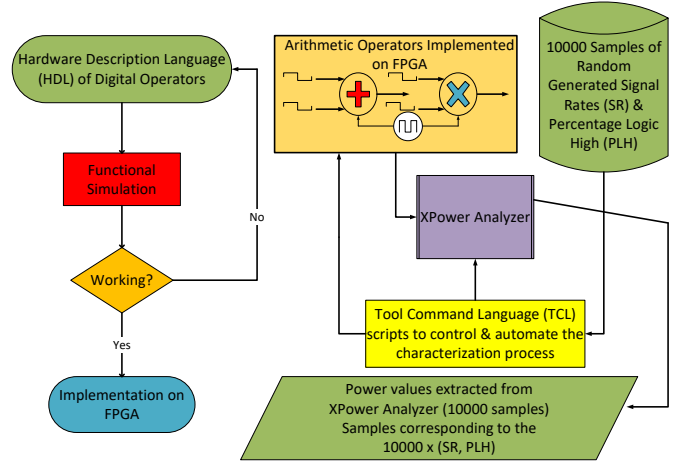 Hardware Description Language
(HDL) of Digital Operators
Functional
Simulation
No
Working?
Yes
Implementation on
FPGA
Arithmetic Operators Implemented
on FPGA
10000 Samples of
Random
Generated Signal
Rates (SR) &
Percentage Logic
High (PLH)
XPower Analyzer
Tool Command Language (TCL)
scripts to control & automate the
characterization process
Power values extracted from
XPower Analyzer (10000 samples)
Samples corresponding to the
10000 x (SR, PLH)